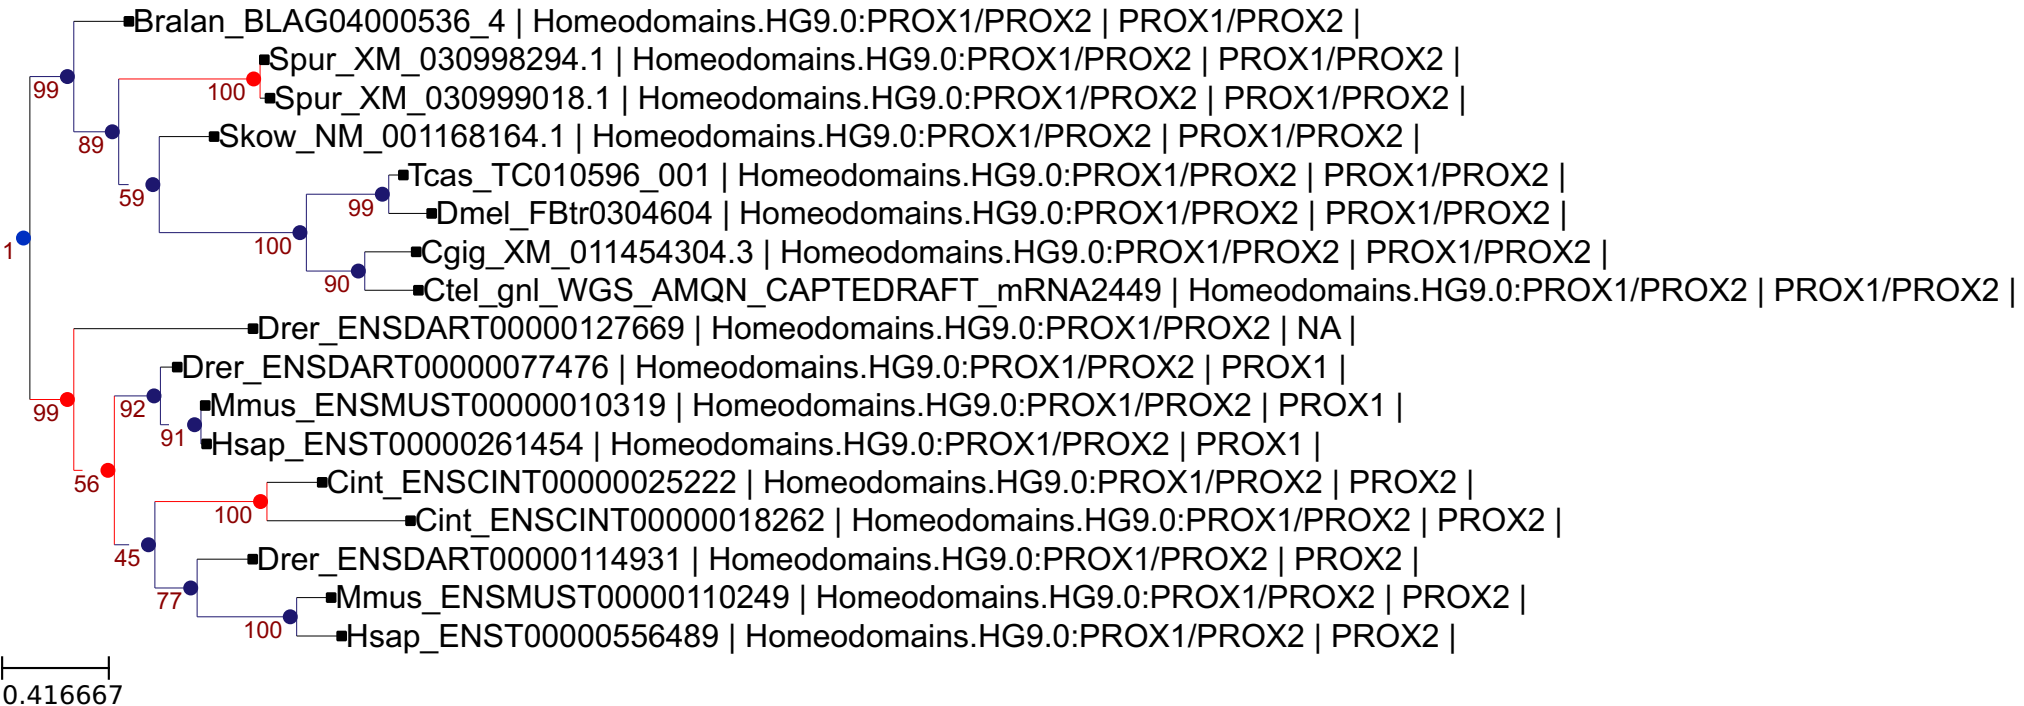 Bralan_BLAG04000536_4 | Homeodomains.HG9.0:PROX1/PROX2 | PROX1/PROX2 |
Spur_XM_030998294.1 | Homeodomains.HG9.0:PROX1/PROX2 | PROX1/PROX2 |
99
100
Spur_XM_030999018.1 | Homeodomains.HG9.0:PROX1/PROX2 | PROX1/PROX2 |
Skow_NM_001168164.1 | Homeodomains.HG9.0:PROX1/PROX2 | PROX1/PROX2 |
89
Tcas_TC010596_001 | Homeodomains.HG9.0:PROX1/PROX2 | PROX1/PROX2 |
59
99
Dmel_FBtr0304604 | Homeodomains.HG9.0:PROX1/PROX2 | PROX1/PROX2 |
1
100
Cgig_XM_011454304.3 | Homeodomains.HG9.0:PROX1/PROX2 | PROX1/PROX2 |
90
Ctel_gnl_WGS_AMQN_CAPTEDRAFT_mRNA2449 | Homeodomains.HG9.0:PROX1/PROX2 | PROX1/PROX2 |
Drer_ENSDART00000127669 | Homeodomains.HG9.0:PROX1/PROX2 | NA |
Drer_ENSDART00000077476 | Homeodomains.HG9.0:PROX1/PROX2 | PROX1 |
99
92
Mmus_ENSMUST00000010319 | Homeodomains.HG9.0:PROX1/PROX2 | PROX1 |
91
Hsap_ENST00000261454 | Homeodomains.HG9.0:PROX1/PROX2 | PROX1 |
56
Cint_ENSCINT00000025222 | Homeodomains.HG9.0:PROX1/PROX2 | PROX2 |
100
Cint_ENSCINT00000018262 | Homeodomains.HG9.0:PROX1/PROX2 | PROX2 |
45
Drer_ENSDART00000114931 | Homeodomains.HG9.0:PROX1/PROX2 | PROX2 |
77
Mmus_ENSMUST00000110249 | Homeodomains.HG9.0:PROX1/PROX2 | PROX2 |
100
Hsap_ENST00000556489 | Homeodomains.HG9.0:PROX1/PROX2 | PROX2 |
0.416667